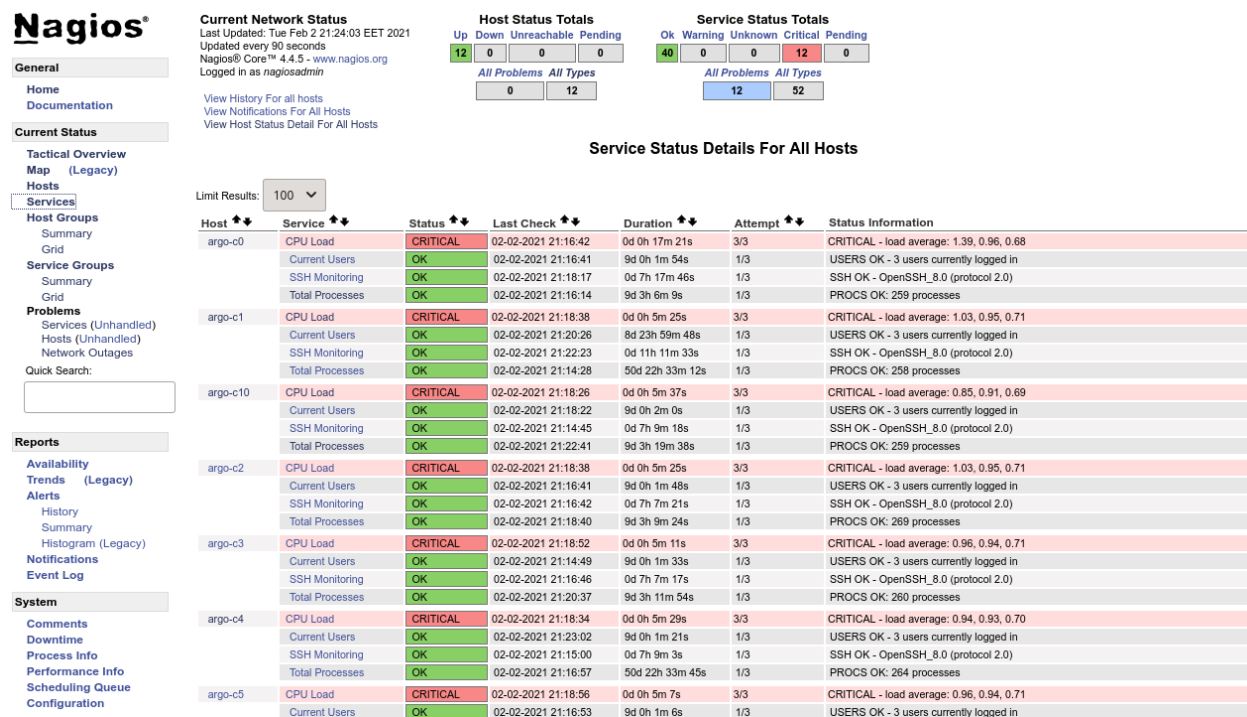 Nagios®
General
Home
Documentation
Current Status
Tactical Overview
Map (Legacy)
Hosts
Services
Host Groups
Summary
Grid
Service Groups
Summary
Grid
Problems
Services (Unhandled)
Hosts (Unhandled)
Network Outages
Quick Search:
Reports
Availability
Trends (Legacy)
Alerts
History
Summary
Histogram (Legacy)
Notifications
Event Log
System
Comments
Downtime
Process Info
Performance Info
Scheduling Queue
Configuration
Current Network Status
Last Updated: Tue Feb 2 21:24:03 EET 2021
Updated every 90 seconds
Nagios® Core™ 4.4.5 - www.nagios.org
Logged in as nagiosadmin
View History For all hosts
View Notifications For All Hosts
View Host Status Detail For All Hosts
Host Status Totals
Up Down Unreachable Pending
12 0 0 0
All Problems All Types
0 12
Service Status Totals
Ok Warning Unknown Critical Pending
40 0 0 12 0
All Problems All Types
12 52
Service Status Details For All Hosts
Limit Results: 100
Host Service Status Last Check Duration Attempt Status Information
argo-c0 CPU Load CRITICAL 02-02-2021 21:16:42 0d 0h 17m 21s 3/3 CRITICAL - load average: 1.39, 0.96, 0.68
Current Users OK 02-02-2021 21:16:41 9d 0h 1m 54s 1/3 USERS OK - 3 users currently logged in
SSH Monitoring OK 02-02-2021 21:18:17 0d 7h 17m 46s 1/3 SSH OK - OpenSSH_8.0 (protocol 2.0)
Total Processes OK 02-02-2021 21:16:14 9d 3h 6m 9s 1/3 PROCS OK: 259 processes
argo-c1 CPU Load CRITICAL 02-02-2021 21:18:38 0d 0h 5m 25s 3/3 CRITICAL - load average: 1.03, 0.95, 0.71
Current Users OK 02-02-2021 21:20:26 8d 23h 59m 48s 1/3 USERS OK - 3 users currently logged in
SSH Monitoring OK 02-02-2021 21:22:23 0d 11h 11m 33s 1/3 SSH OK - OpenSSH_8.0 (protocol 2.0)
Total Processes OK 02-02-2021 21:14:28 50d 22h 33m 12s 1/3 PROCS OK: 258 processes
argo-c10 CPU Load CRITICAL 02-02-2021 21:18:26 0d 0h 5m 37s 3/3 CRITICAL - load average: 0.85, 0.91, 0.69
Current Users OK 02-02-2021 21:18:22 9d 0h 2m 0s 1/3 USERS OK - 3 users currently logged in
SSH Monitoring OK 02-02-2021 21:14:45 0d 7h 9m 18s 1/3 SSH OK - OpenSSH_8.0 (protocol 2.0)
Total Processes OK 02-02-2021 21:22:41 9d 3h 19m 38s 1/3 PROCS OK: 259 processes
argo-c2 CPU Load CRITICAL 02-02-2021 21:18:38 0d 0h 5m 25s 3/3 CRITICAL - load average: 1.03, 0.95, 0.71
Current Users OK 02-02-2021 21:16:41 9d 0h 1m 48s 1/3 USERS OK - 3 users currently logged in
SSH Monitoring OK 02-02-2021 21:16:42 0d 7h 7m 21s 1/3 SSH OK - OpenSSH_8.0 (protocol 2.0)
Total Processes OK 02-02-2021 21:18:40 9d 3h 9m 24s 1/3 PROCS OK: 269 processes
argo-c3 CPU Load CRITICAL 02-02-2021 21:18:52 0d 0h 5m 11s 3/3 CRITICAL - load average: 0.96, 0.94, 0.71
Current Users OK 02-02-2021 21:14:49 9d 0h 1m 33s 1/3 USERS OK - 3 users currently logged in
SSH Monitoring OK 02-02-2021 21:16:46 0d 7h 7m 17s 1/3 SSH OK - OpenSSH_8.0 (protocol 2.0)
Total Processes OK 02-02-2021 21:20:37 9d 3h 11m 54s 1/3 PROCS OK: 260 processes
argo-c4 CPU Load CRITICAL 02-02-2021 21:18:34 0d 0h 5m 29s 3/3 CRITICAL - load average: 0.94, 0.93, 0.70
Current Users OK 02-02-2021 21:23:02 9d 0h 1m 21s 1/3 USERS OK - 3 users currently logged in
SSH Monitoring OK 02-02-2021 21:15:00 0d 7h 9m 3s 1/3 SSH OK - OpenSSH_8.0 (protocol 2.0)
Total Processes OK 02-02-2021 21:16:57 50d 22h 33m 45s 1/3 PROCS OK: 264 processes
argo-c5 CPU Load CRITICAL 02-02-2021 21:18:56 0d 0h 5m 7s 3/3 CRITICAL - load average: 0.96, 0.94, 0.71
Current Users OK 02-02-2021 21:16:53 9d 0h 1m 6s 1/3 USERS OK - 3 users currently logged in